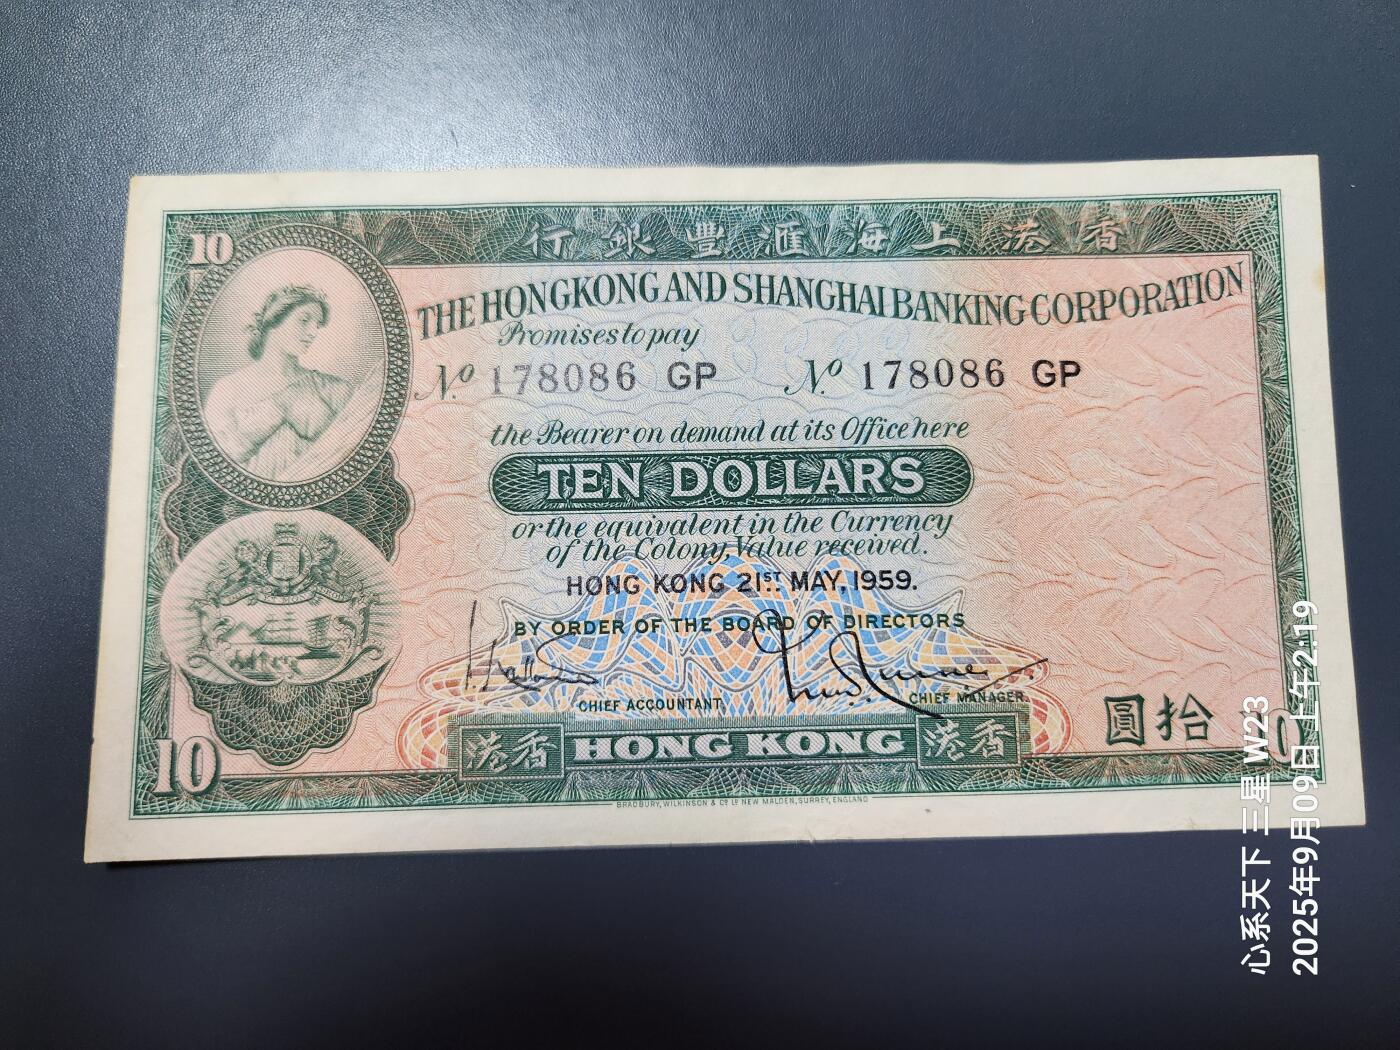 10
行銀豐滙海上港香
THE HONGKONG AND SHANGHAI BANKING CORPORATION
Promises to pay
No 178086 GP No 178086 GP
the Bearer on demand at its Office here
TEN DOLLARS
or the equivalent in the Currency
of the Colony, Value received.
HONG KONG 21ST MAY, 1959.
BY ORDER OF THE BOARD OF DIRECTORS
CHIEF ACCOUNTANT.
CHIEF MANAGER.
圓拾
10
港香 HONG KONG 港香
BRADBURY, WILKINSON & Co Ld NEW MALDEN, SURREY, ENGLAND
心系天下 三星 W23
2025年9月09日 上午2.19